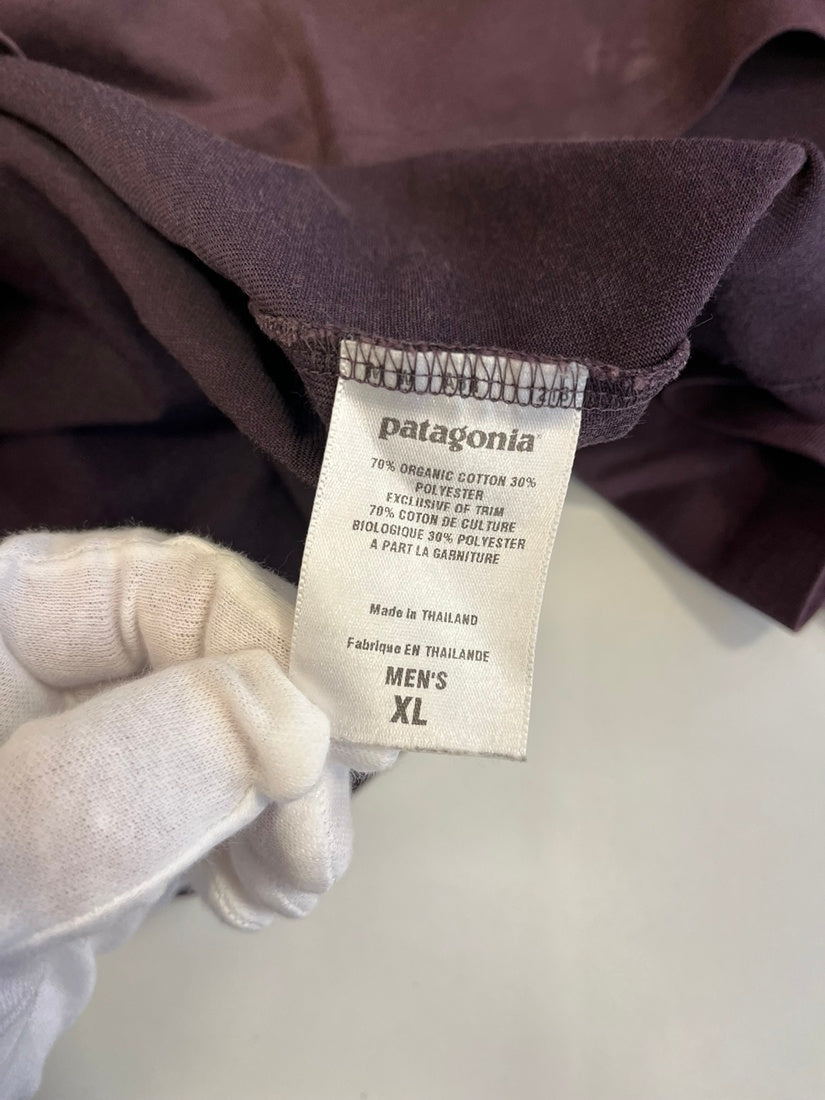 patagonia
70% ORGANIC COTTON 30%
POLYESTER
EXCLUSIVE OF TRIM
70% COTON DE CULTURE
BIOLOGIQUE 30% POLYESTER
A PART LA GARNITURE
Made in THAILAND
Fabrique EN THAILANDE
MEN'S
XL